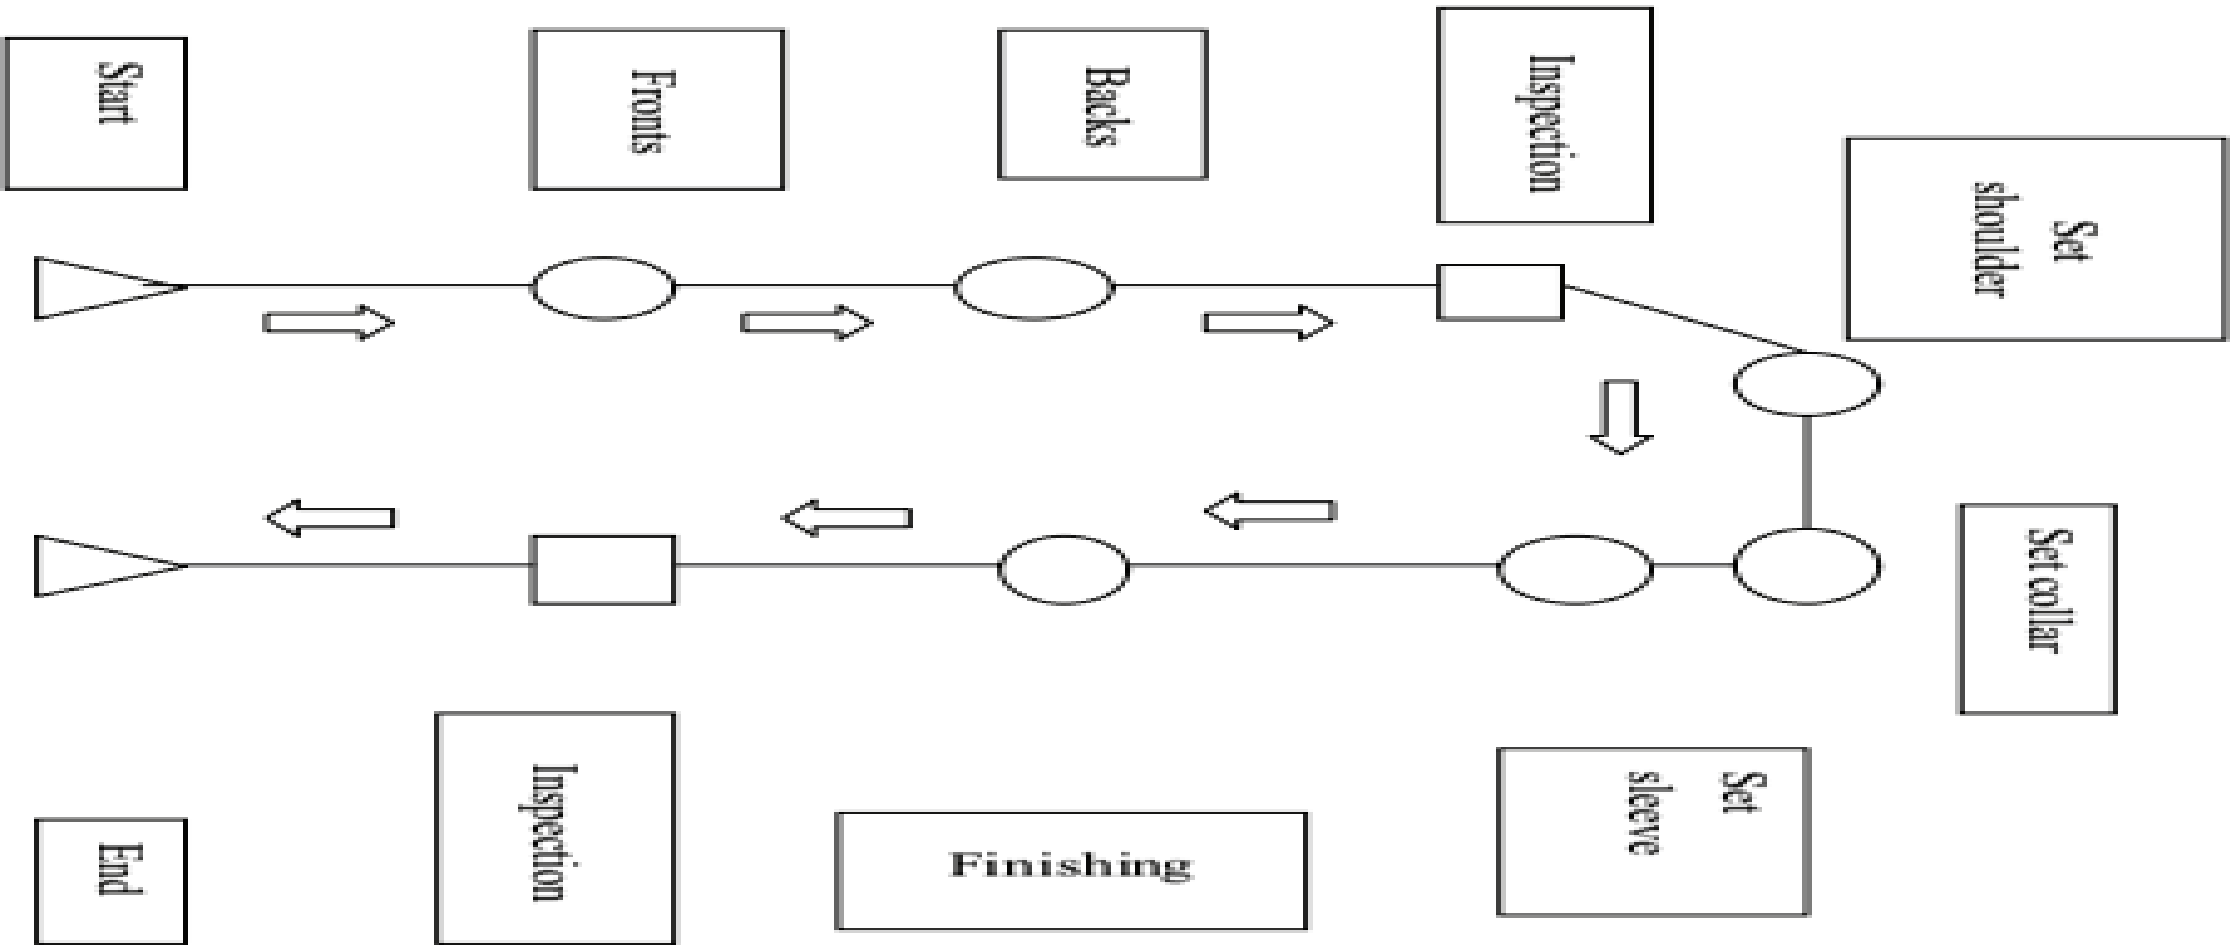 Start
Fronts
Backs
Inspection
Set
shoulder
Set collar
Set
sleeve
Finishing
Inspection
End